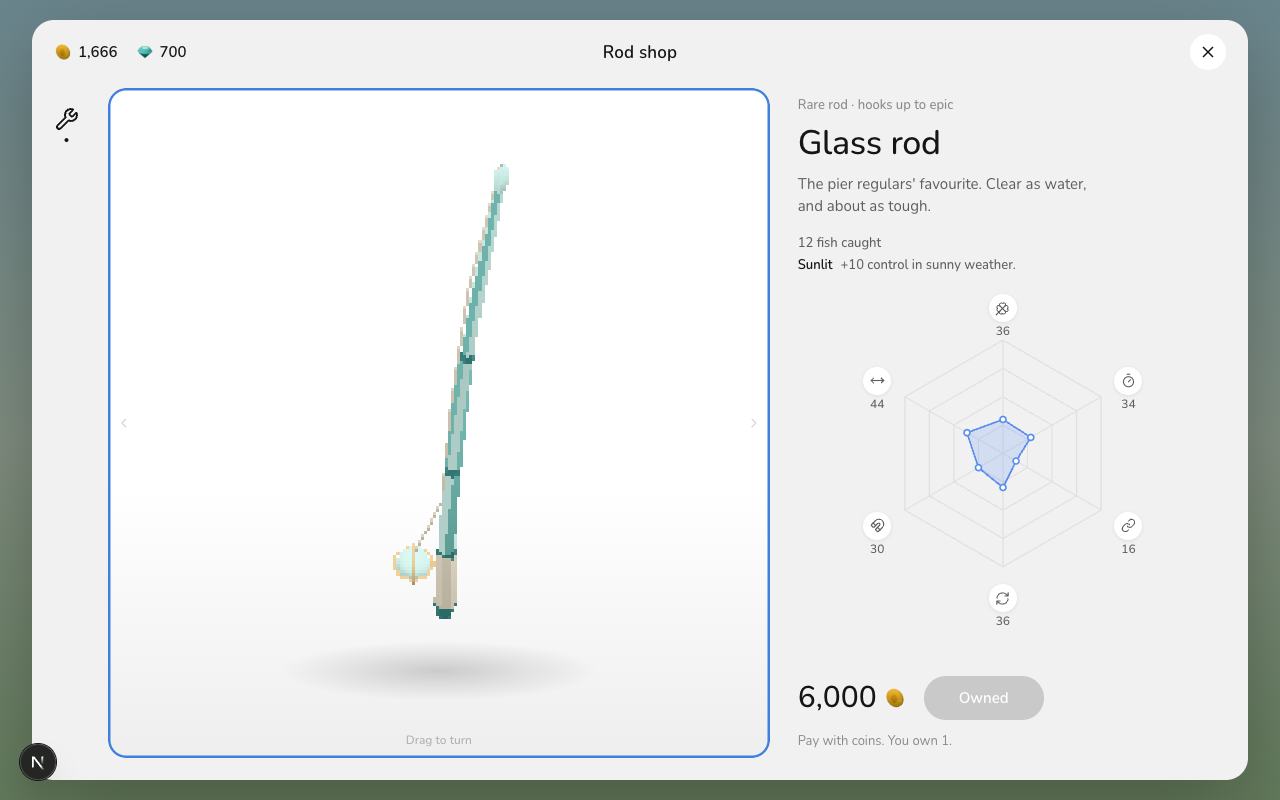 1,666
700
Rod shop
Rare rod · hooks up to epic
Glass rod
The pier regulars' favourite. Clear as water,
and about as tough.
12 fish caught
Sunlit +10 control in sunny weather.
36
44
34
30
16
36
6,000
Owned
Pay with coins. You own 1.
Drag to turn
N